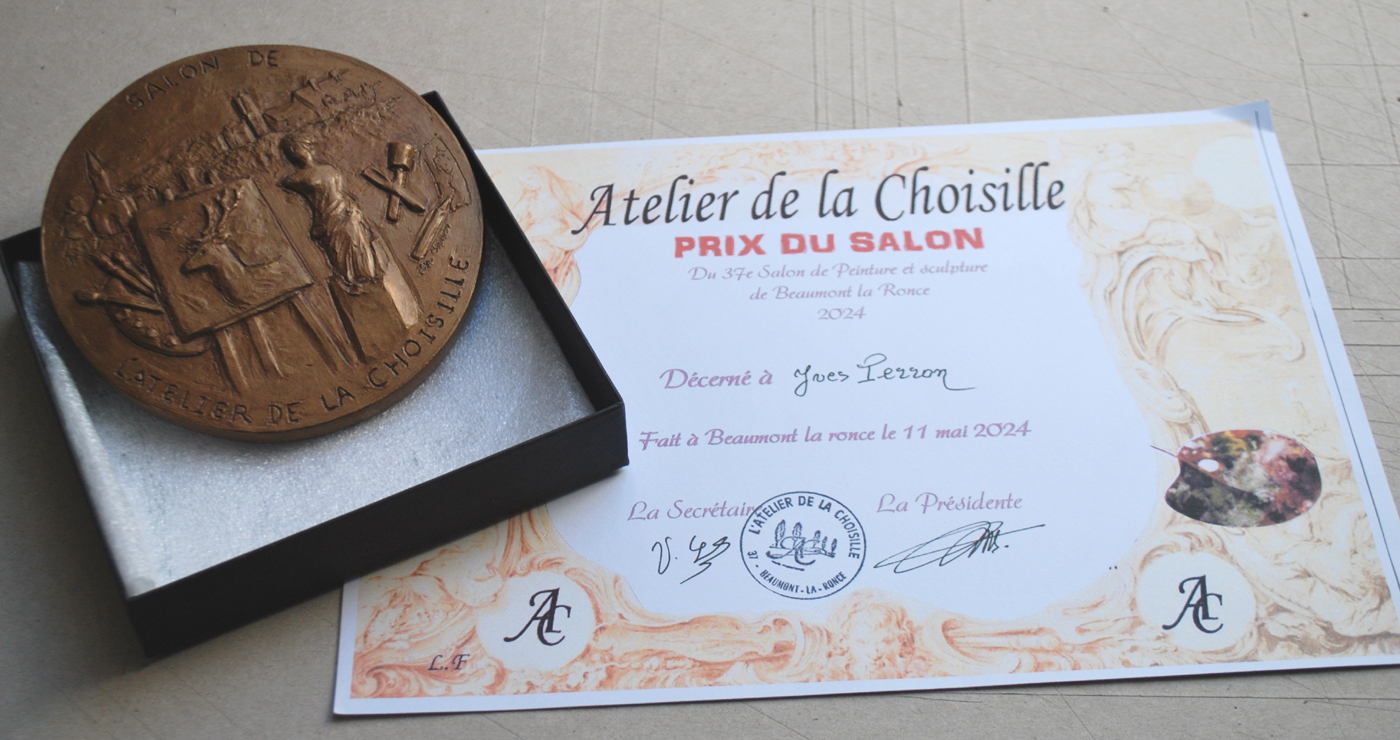 SALON DE
L'ATELIER DE LA CHOISILLE
Atelier de la Choisille
PRIX DU SALON
Du 37e Salon de Peinture et sculpture
de Beaumont la Ronce
2024
Décerné à Yves Perron
Fait à Beaumont la ronce le 11 mai 2024
La Secrétaire La Présidente
L'ATELIER DE LA CHOISILLE
37 - BEAUMONT-LA-RONCE
AC
AC
L.F